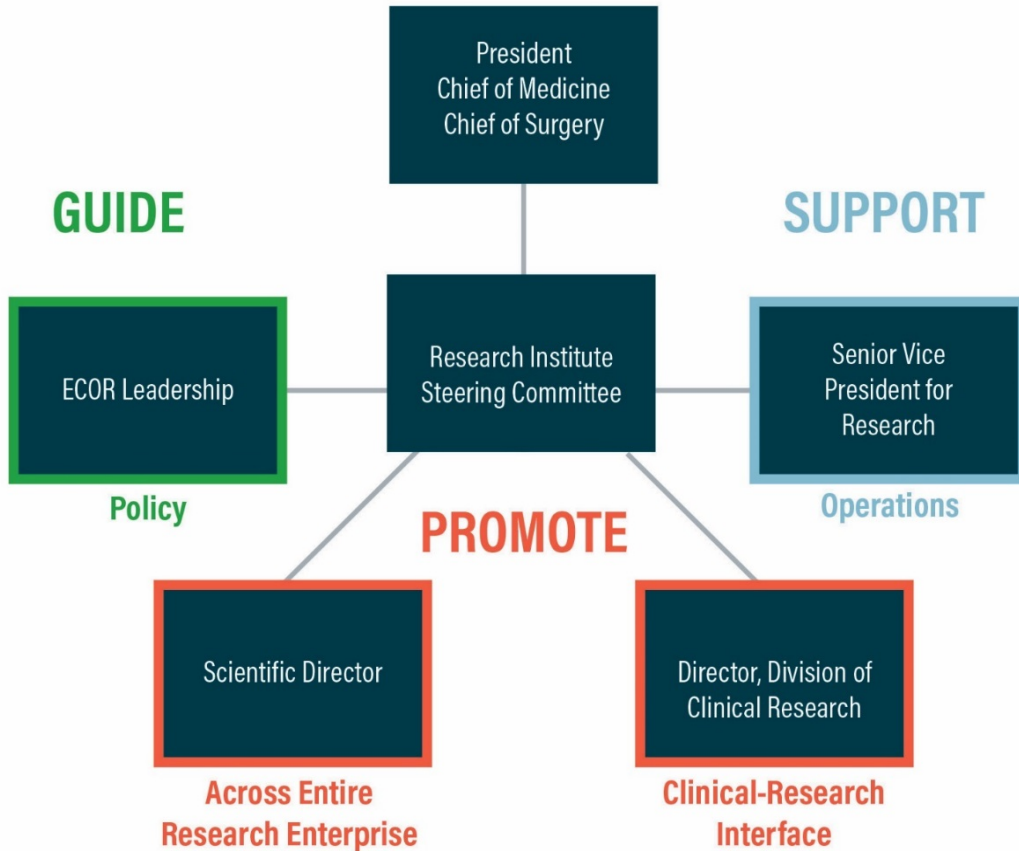 President
Chief of Medicine
Chief of Surgery
GUIDE
SUPPORT
ECOR Leadership
Research Institute
Steering Committee
Senior Vice
President for
Research
Policy
Operations
PROMOTE
Scientific Director
Director, Division of
Clinical Research
Across Entire
Research Enterprise
Clinical-Research
Interface